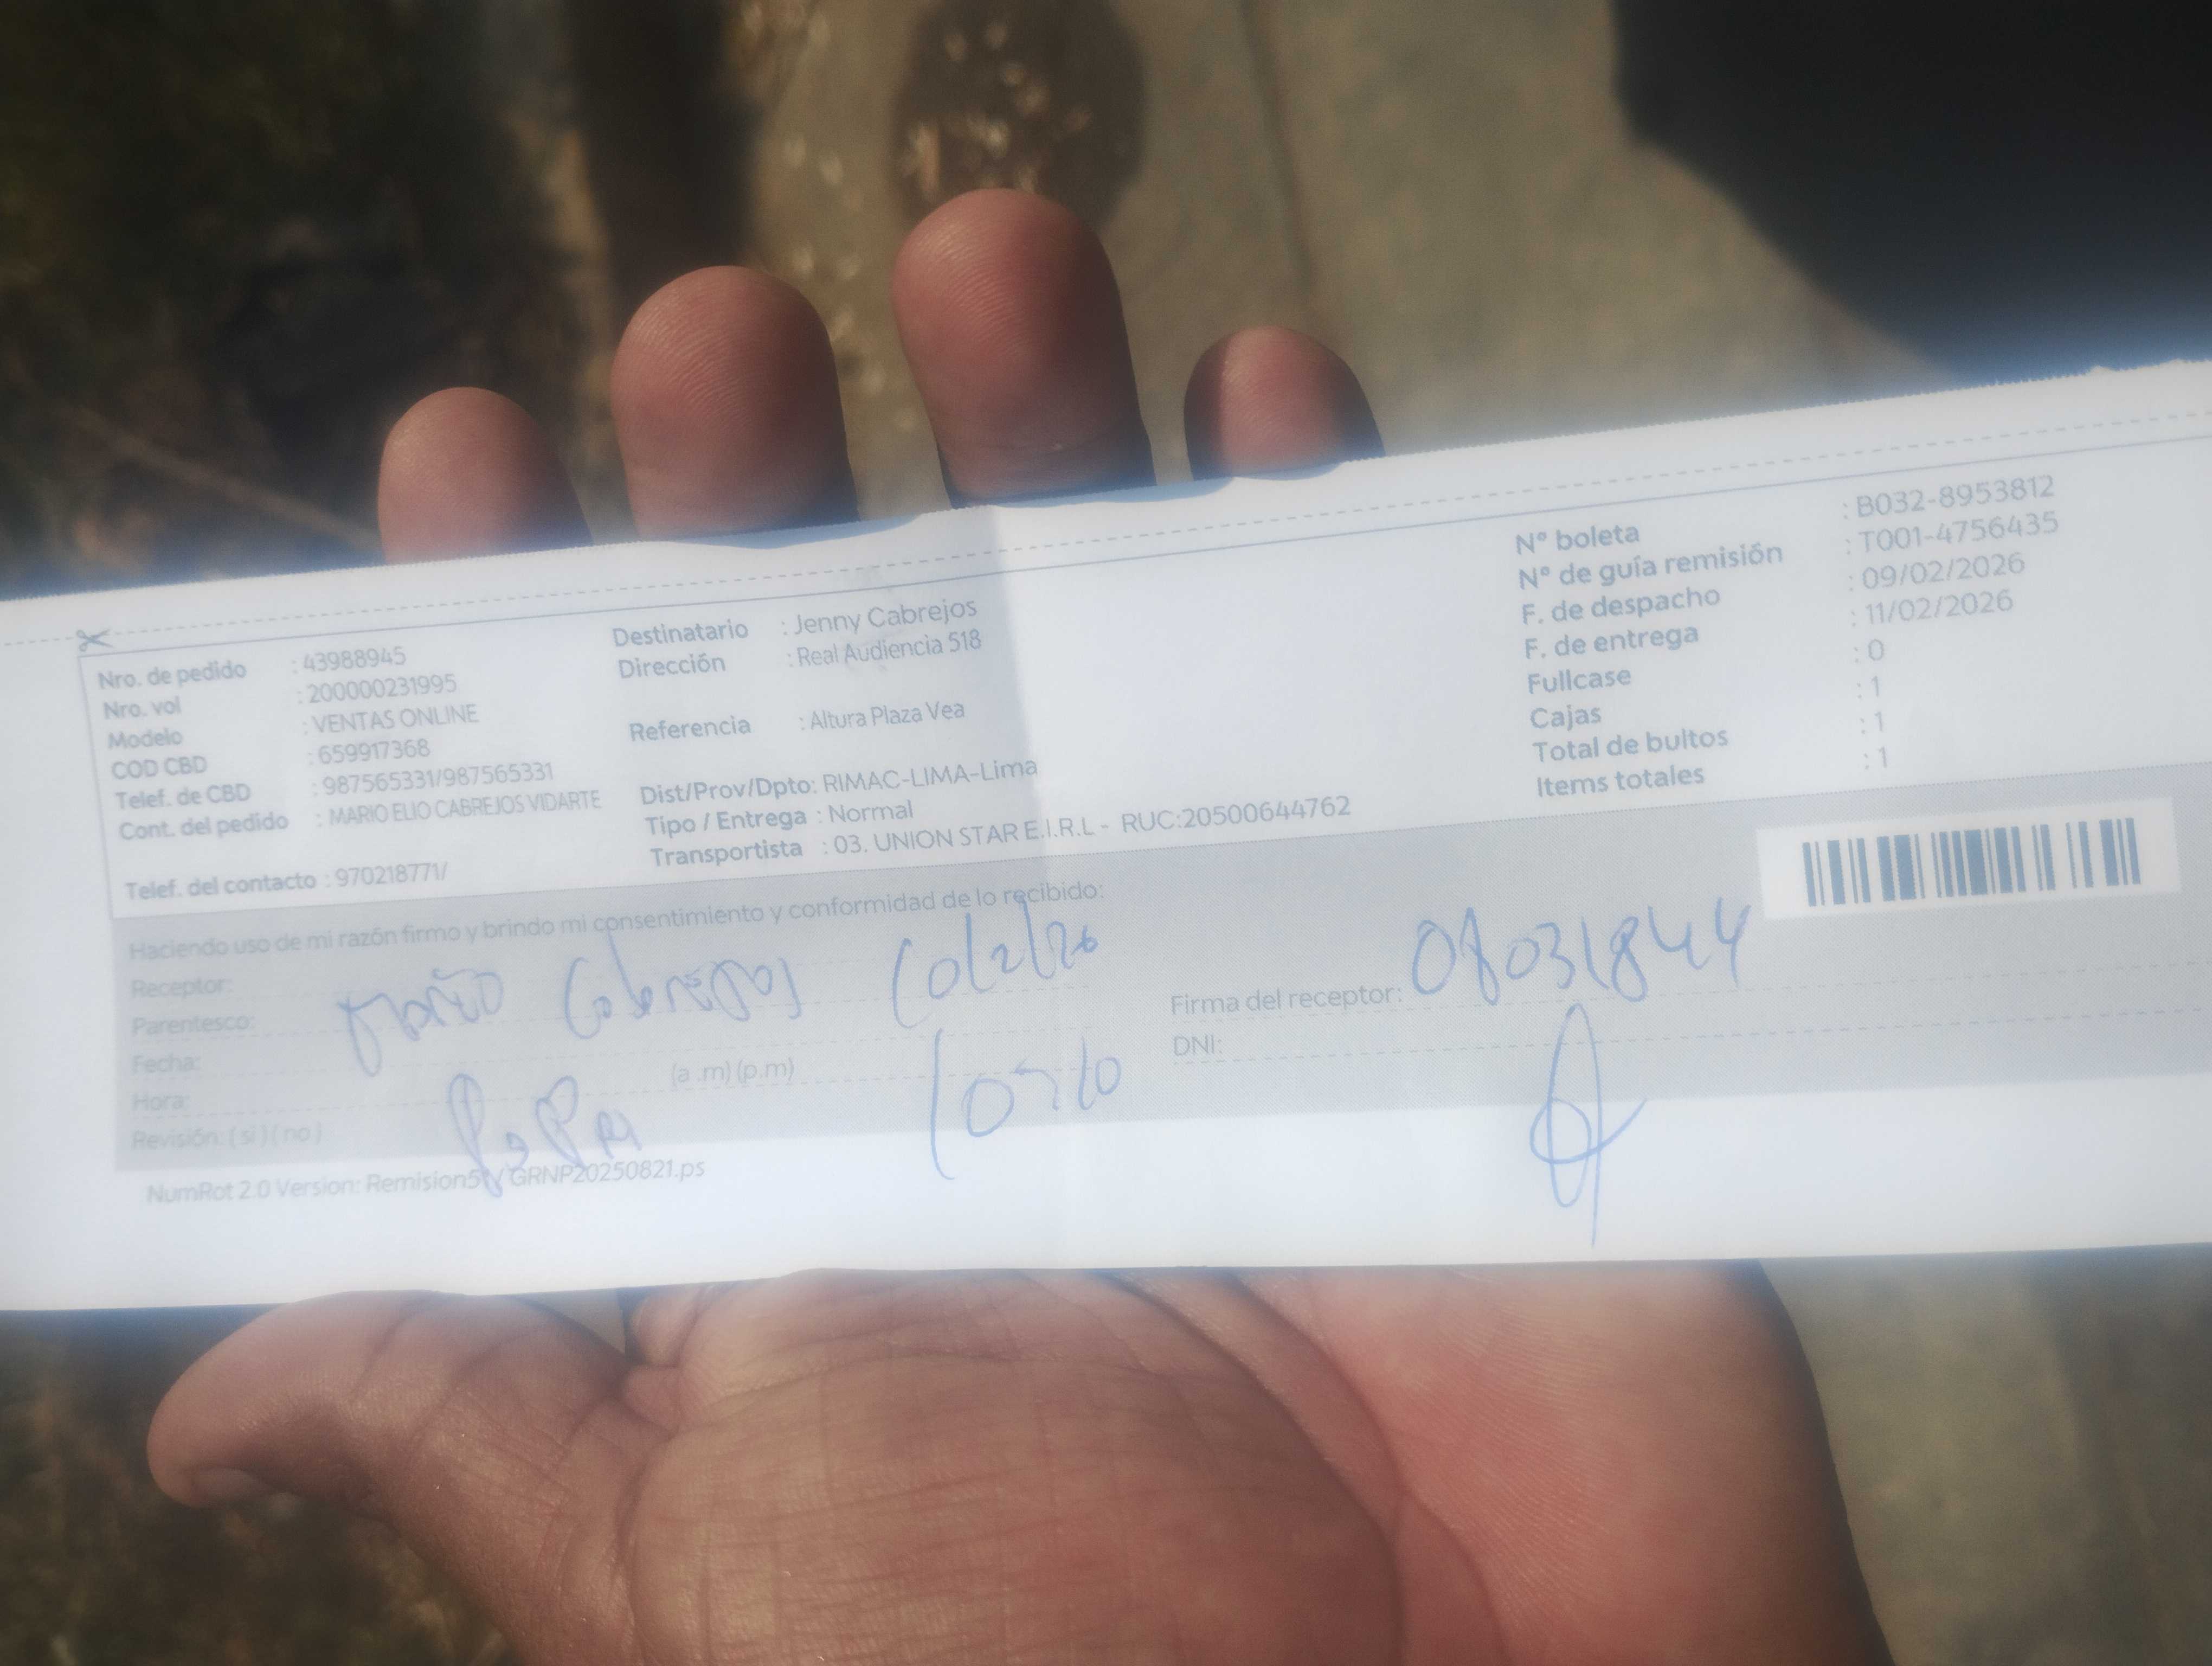 Nro. de pedido : 43988945
Nro. vol : 200000231995
Modelo : VENTAS ONLINE
COD CBD : 659917368
Telef. de CBD : 987565331/987565331
Cont. del pedido : MARIO ELIO CABREJOS VIDARTE
Telef. del contacto : 970218771/
Destinatario : Jenny Cabrejos
Dirección : Real Audiencia 518
Referencia : Altura Plaza Vea
Dist/Prov/Dpto: RIMAC-LIMA-Lima
Tipo / Entrega : Normal
Transportista : 03. UNION STAR E.I.R.L - RUC:20500644762
Nº boleta : B032-8953812
Nº de guía remisión : T001-4756435
F. de despacho : 09/02/2026
F. de entrega : 11/02/2026
Fullcase : 0
Cajas : 1
Total de bultos : 1
Items totales : 1
Haciendo uso de mi razón firmo y brindo mi consentimiento y conformidad de lo recibido:
Receptor: Mario Cabrejos 10/2/26
Parentesco:
Fecha:
Hora: (a .m) (p.m)
Revisión: ( si ) ( no )
Firma del receptor: 08031844
DNI:
NumRot 2.0 Version: GRNP20250821.ps